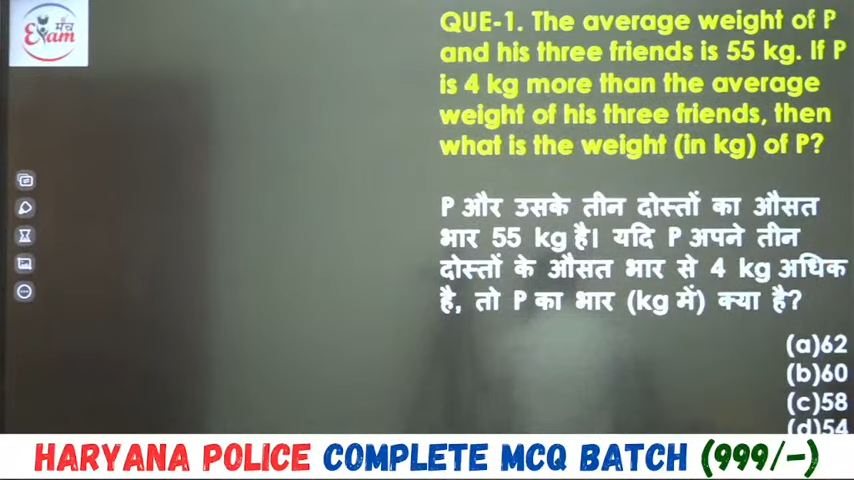 मंच
Exam
QUE-1. The average weight of P
and his three friends is 55 kg. If P
is 4 kg more than the average
weight of his three friends, then
what is the weight (in kg) of P?
P और उसके तीन दोस्तों का औसत
भार 55 kg है। यदि P अपने तीन
दोस्तों के औसत भार से 4 kg अधिक
है, तो P का भार (kg में) क्या है?
(a)62
(b)60
(c)58
(d)54
HARYANA POLICE COMPLETE MCQ BATCH (999/-)